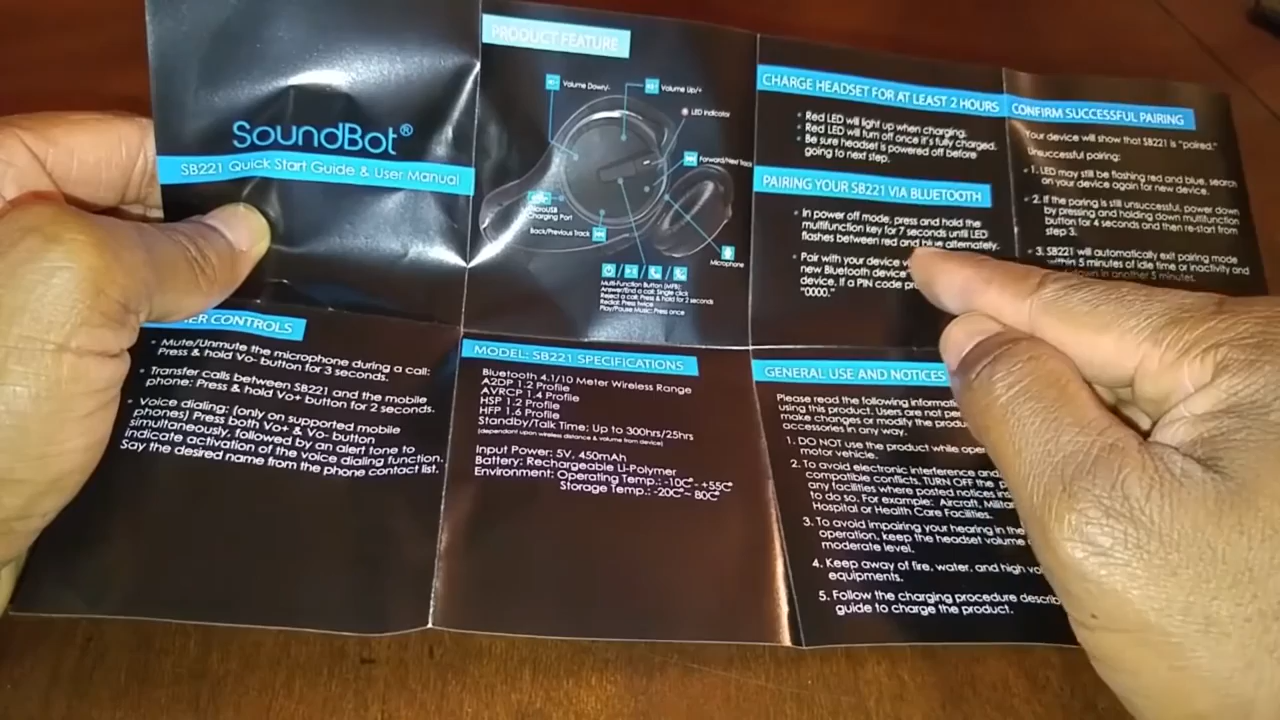 SoundBot®
SB221 Quick Start Guide & User Manual
PRODUCT FEATURE
Volume Down/-
Volume Up/+
LED Indicator
Forward/Next Track
MicroUSB
Charging Port
Back/Previous Track
Microphone
Multi-Function Button (MFB):
Answer/End a call: Single click
Reject a call: Press & hold for 2 seconds
Redial: Press twice
Play/Pause Music: Press once
CHARGE HEADSET FOR AT LEAST 2 HOURS
• Red LED will light up when charging.
• Red LED will turn off once it's fully charged.
• Be sure headset is powered off before
going to next step.
PAIRING YOUR SB221 VIA BLUETOOTH
• In power off mode, press and hold the
multifunction key for 7 seconds until LED
flashes between red and blue alternately.
• Pair with your device
new Bluetooth device"
device. If a PIN code
"0000."
CONFIRM SUCCESSFUL PAIRING
Your device will show that SB221 is "paired."
Unsuccessful pairing:
• 1. LED may still be flashing red and blue, search
on your device again for new device.
• 2. If the paring is still unsuccessful, power down
by pressing and holding down multifunction
button for 4 seconds and then re-start from
step 3.
• 3. SB221 will automatically exit pairing mode
within 5 minutes of idle time or inactivity and
down in another 5 minutes.
CONTROLS
• Mute/Unmute the microphone during a call:
Press & hold Vo- button for 3 seconds.
• Transfer calls between SB221 and the mobile
phone: Press & hold Vo+ button for 2 seconds.
• Voice dialing: (only on supported mobile
phones) Press both Vo+ & Vo- button
simultaneously, followed by an alert tone to
indicate activation of the voice dialing function.
Say the desired name from the phone contact list.
MODEL: SB221 SPECIFICATIONS
Bluetooth 4.1/10 Meter Wireless Range
A2DP 1.2 Profile
AVRCP 1.4 Profile
HSP 1.2 Profile
HFP 1.6 Profile
Standby/Talk Time: Up to 300hrs/25hrs
(dependant upon wireless distance & volume from device)
Input Power: 5V, 450mAh
Battery: Rechargeable Li-Polymer
Environment: Operating Temp.: -10C° - +55C°
Storage Temp.: -20C° ~ 80C°
GENERAL USE AND NOTICES
Please read the following
using this product. Users are not
make changes or modify the
accessories in any way.
1. DO NOT use the product while
motor vehicle.
2. To avoid electronic interference
compatible conflicts, TURN OFF the
any facilities where posted notices
to do so. For example: Aircraft,
Hospital or Health Care Facilities.
3. To avoid impairing your hearing in the
operation, keep the headset volume
moderate level.
4. Keep away of fire, water, and high
equipments.
5. Follow the charging procedure
guide to charge the product.